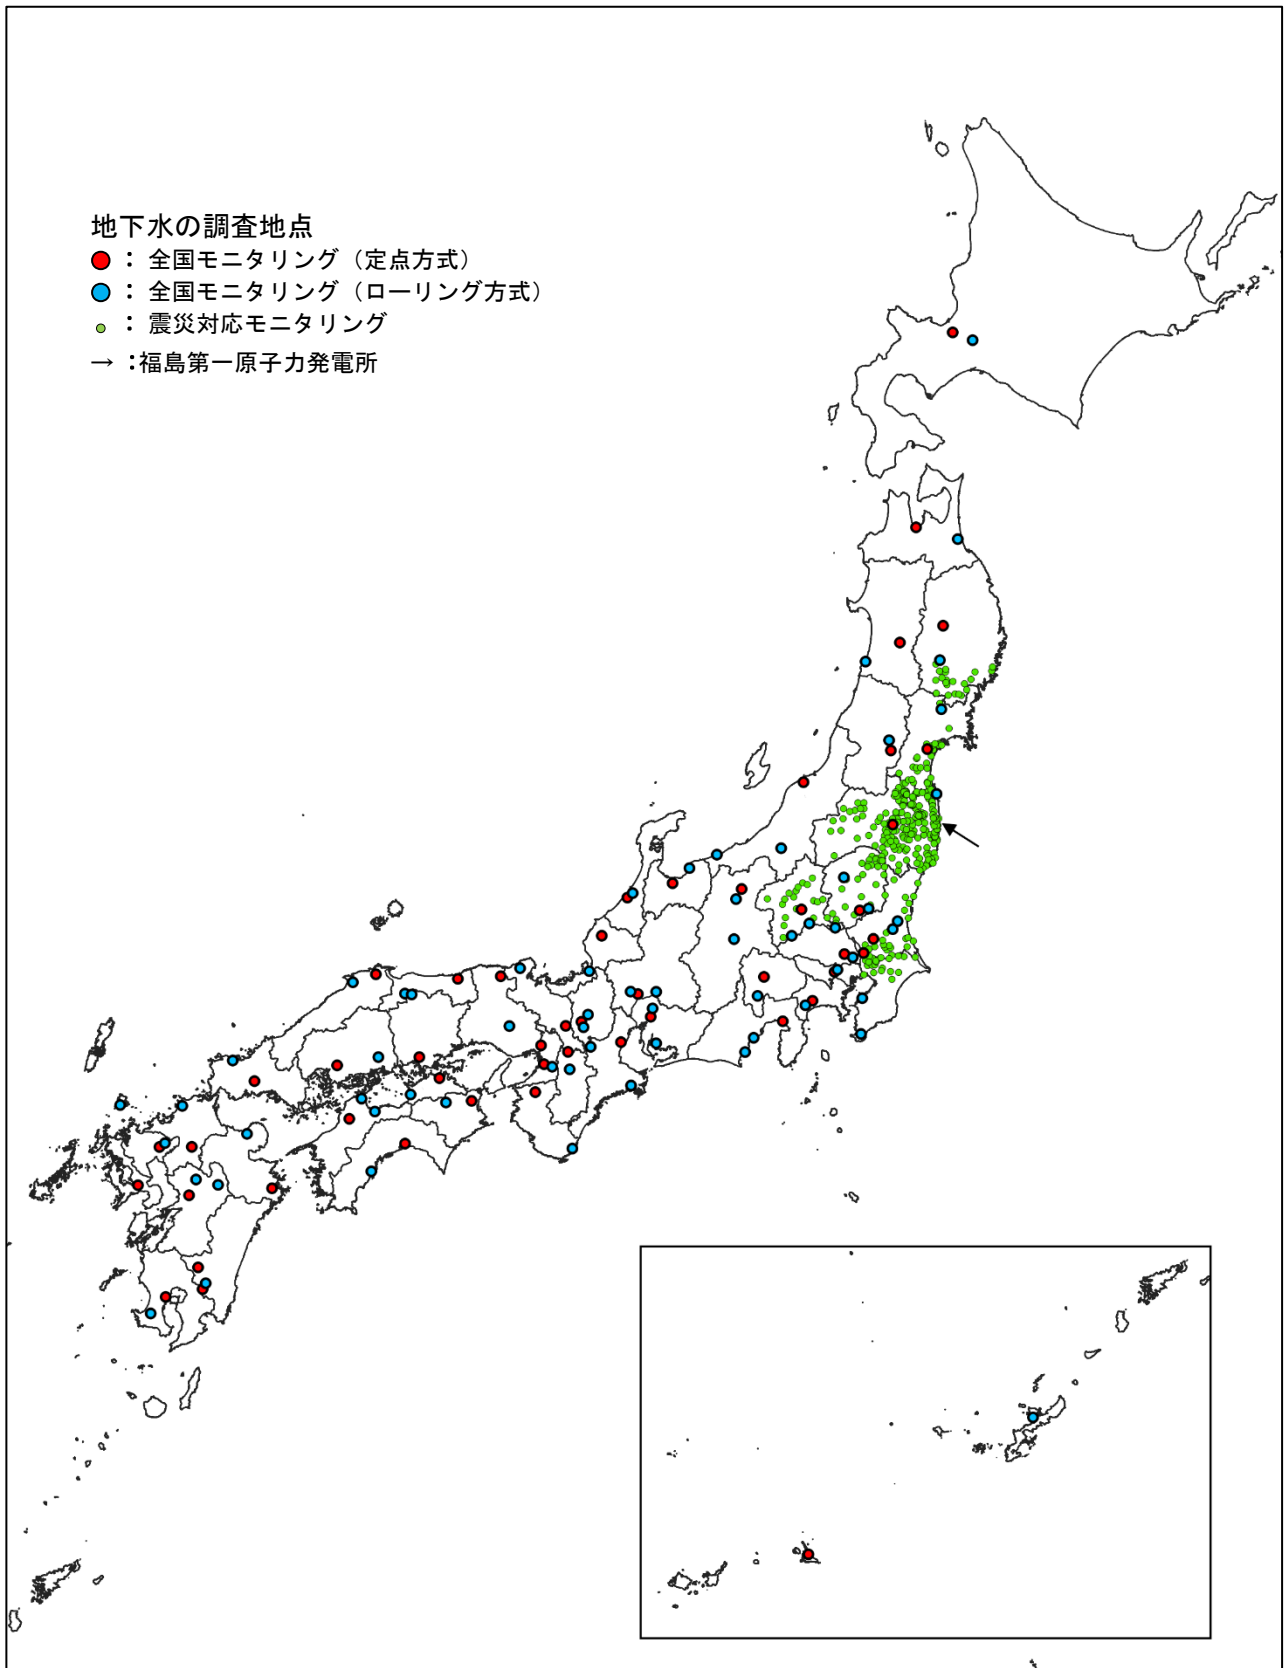 地下水の調査地点
： 全国モニタリング（定点方式）
： 全国モニタリング（ローリング方式）
： 震災対応モニタリング
→ ：福島第一原子力発電所